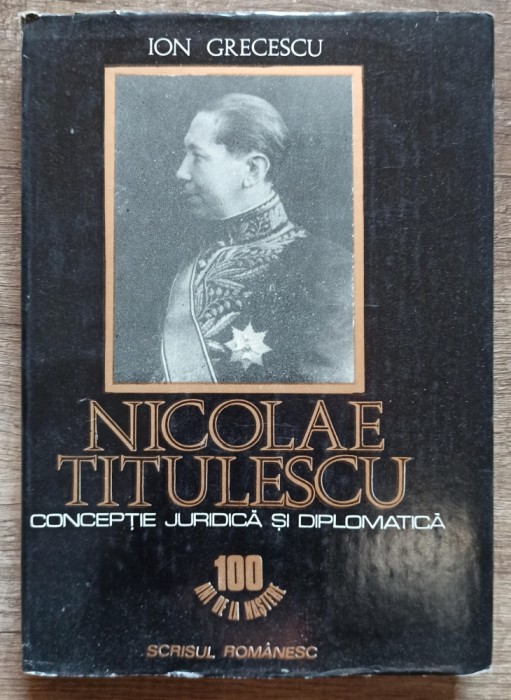 ION GRECESCU
NICOLAE
TITULESCU
CONCEPȚIE JURIDICĂ ȘI DIPLOMATICĂ
100
ANI DE LA NAȘTERE
SCRISUL ROMÂNESC